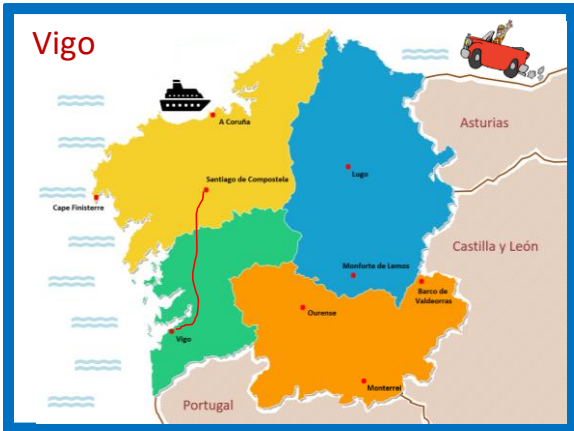 Vigo
Asturias
A Coruña
Lugo
Santiago de Compostela
Cape Finisterre
Castilla y León
Monforte de Lemos
Barco de
Valdeorras
Ourense
Vigo
Monterrei
Portugal